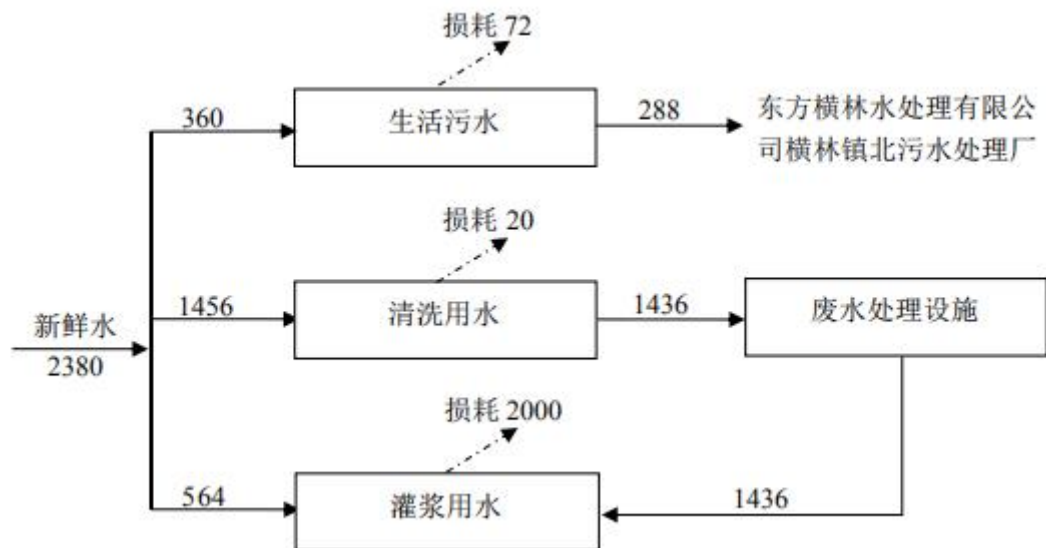 损耗 72
360
生活污水
288
东方横林水处理有限公
司横林镇北污水处理厂
损耗 20
1456
清洗用水
1436
废水处理设施
新鲜水
2380
损耗 2000
564
灌浆用水
1436